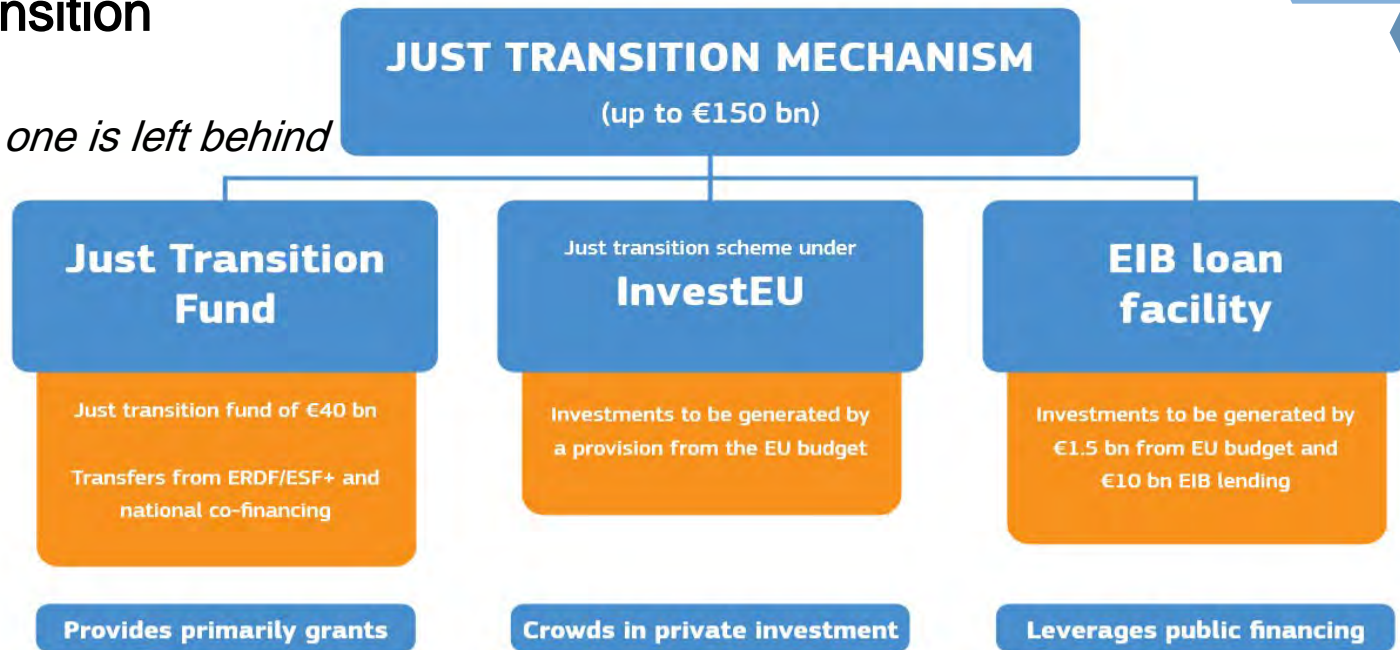 nsition
one is left behind
JUST TRANSITION MECHANISM
(up to €150 bn)
Just Transition
Fund
Just transition fund of €40 bn
Transfers from ERDF/ESF+ and
national co-financing
Provides primarily grants
Just transition scheme under
InvestEU
Investments to be generated by
a provision from the EU budget
Crowds in private investment
EIB loan
facility
Investments to be generated by
€1.5 bn from EU budget and
€10 bn EIB lending
Leverages public financing